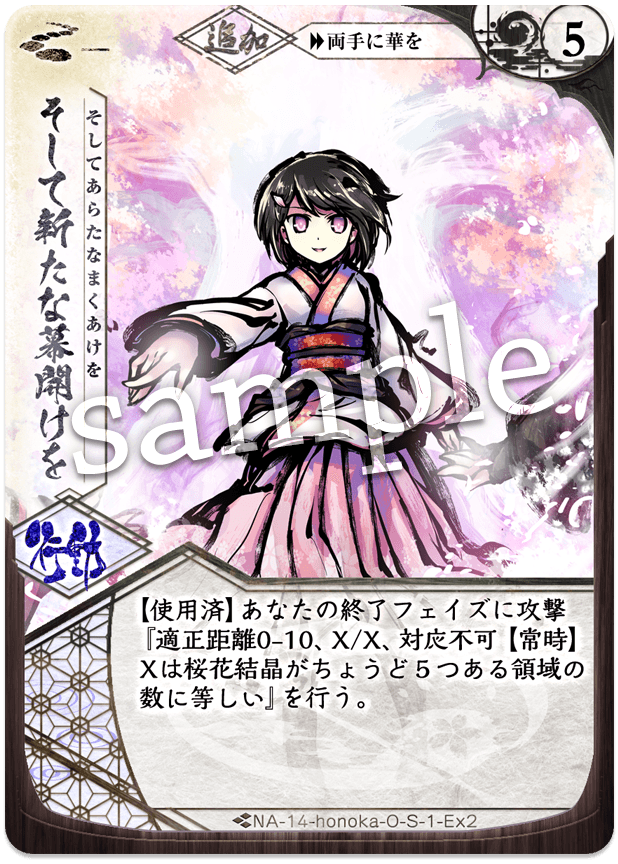 追加
▶▶両手に華を
5
そしてあらたなまくあけを
そして新たな幕開けを
行動
【使用済】あなたの終了フェイズに攻撃
『適正距離0-10、X/X、対応不可【常時】
Xは桜花結晶がちょうど５つある領域の
数に等しい』を行う。
sample
NA-14-honoka-O-S-1-Ex2